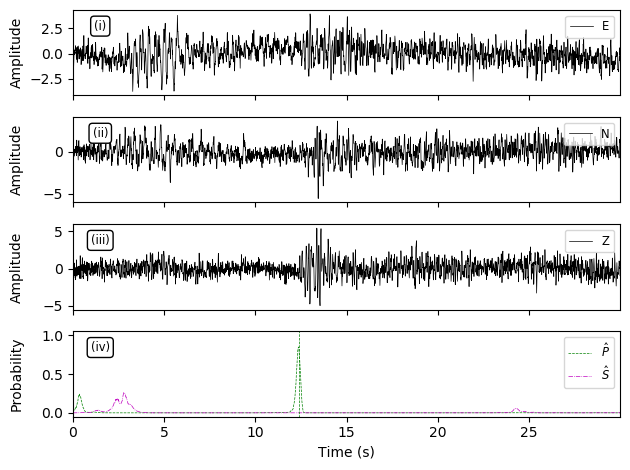 (i)
E
Amplitude
2.5
0.0
−2.5
(ii)
N
Amplitude
0
−5
(iii)
Z
Amplitude
5
0
−5
(iv)
P̂
Ŝ
Probability
1.0
0.5
0.0
0 5 10 15 20 25
Time (s)